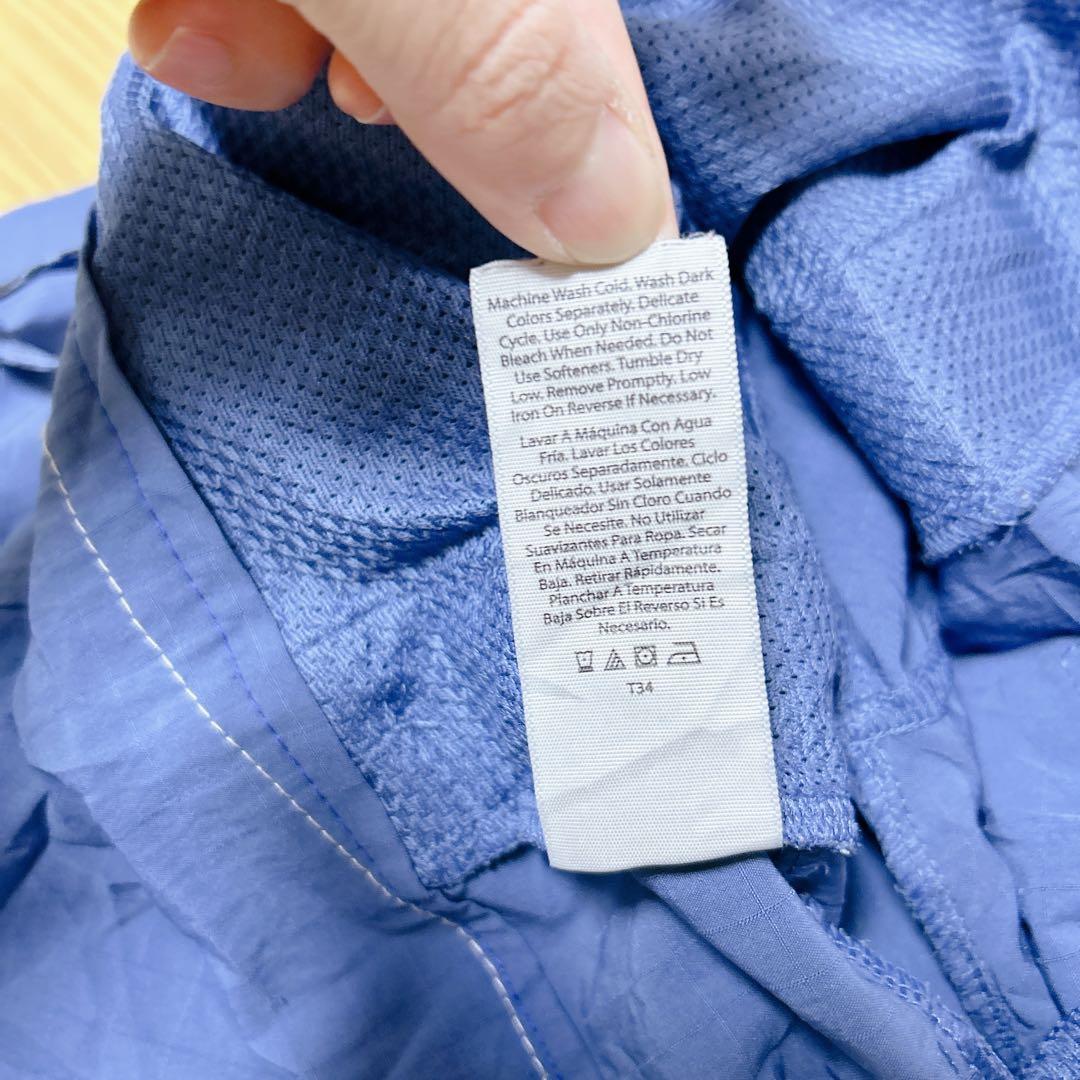 Machine Wash Cold. Wash Dark
Colors Separately. Delicate
Cycle. Use Only Non-Chlorine
Bleach When Needed. Do Not
Use Softeners. Tumble Dry
Low. Remove Promptly. Low
Iron On Reverse If Necessary.
Lavar A Máquina Con Agua
Fría. Lavar Los Colores
Oscuros Separadamente. Ciclo
Delicado. Usar Solamente
Blanqueador Sin Cloro Cuando
Se Necesite. No Utilizar
Suavizantes Para Ropa. Secar
En Máquina A Temperatura
Baja. Retirar Rápidamente.
Planchar A Temperatura
Baja Sobre El Reverso Si Es
Necesario.
T34